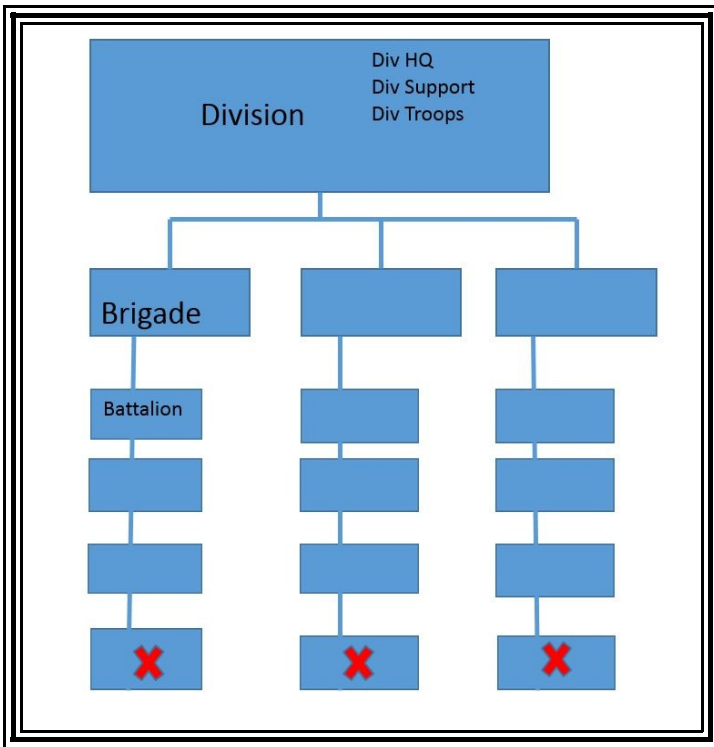 Div HQ
Div Support
Division
Div Troops
Brigade
Battalion